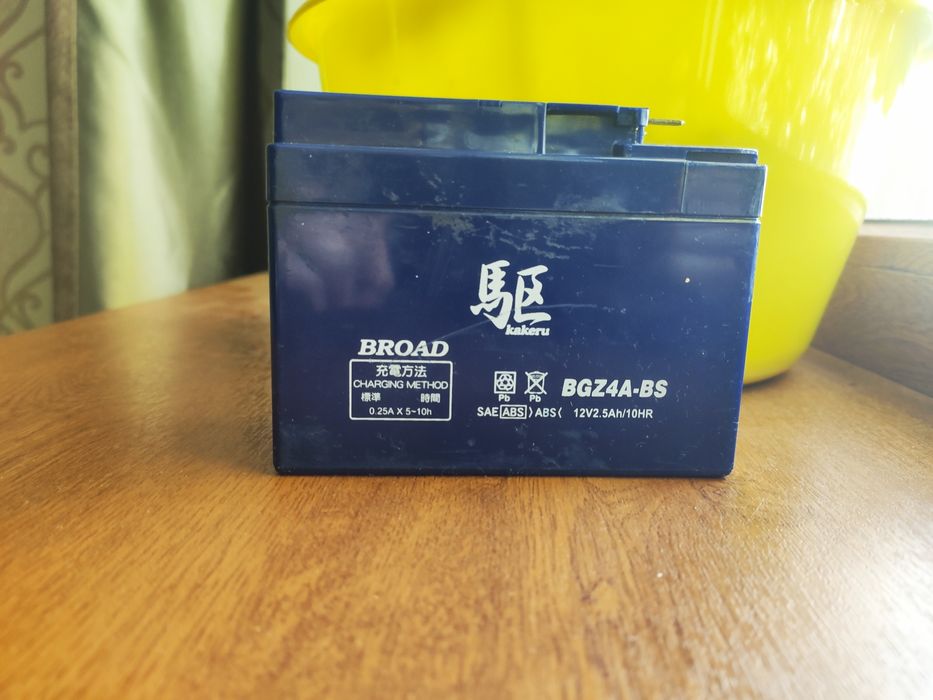 駆
kakeru
BROAD
充電方法
CHARGING METHOD
標準 時間
0.25A X 5~10h
Pb Pb
BGZ4A-BS
SAE ABS >ABS< 12V2.5Ah/10HR